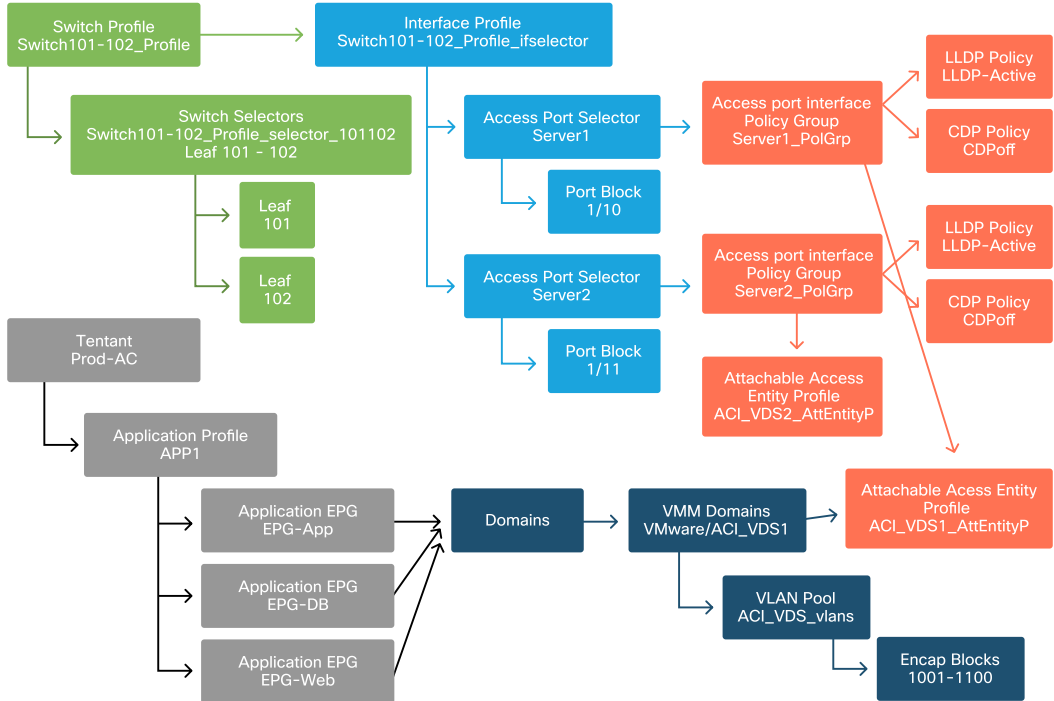 Switch Profile
Switch101-102_Profile
Interface Profile
Switch101-102_Profile_ifselector
LLDP Policy
LLDP-Active
CDP Policy
CDPoff
Switch Selectors
Switch101-102_Profile_selector_101102
Leaf 101 - 102
Access Port Selector
Server1
Access port interface
Policy Group
Server1_PolGrp
Leaf
101
Port Block
1/10
Leaf
102
Access Port Selector
Server2
Access port interface
Policy Group
Server2_PolGrp
LLDP Policy
LLDP-Active
CDP Policy
CDPoff
Port Block
1/11
Attachable Access
Entity Profile
ACI_VDS2_AttEntityP
Tentant
Prod-AC
Application Profile
APP1
Application EPG
EPG-App
Application EPG
EPG-DB
Application EPG
EPG-Web
Domains
VMM Domains
VMware/ACI_VDS1
Attachable Acess Entity
Profile
ACI_VDS1_AttEntityP
VLAN Pool
ACI_VDS_vlans
Encap Blocks
1001-1100